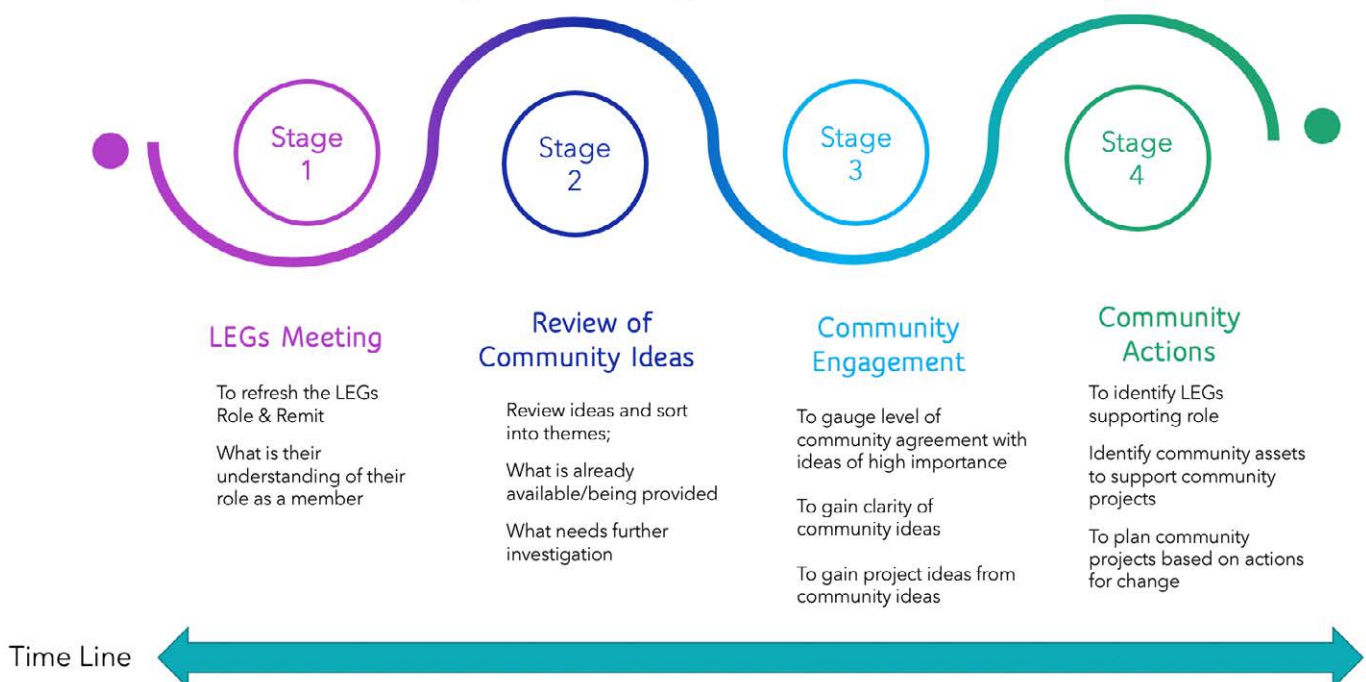 Stage
1
Stage
2
Stage
3
Stage
4
LEGs Meeting
To refresh the LEGs
Role & Remit
What is their
understanding of their
role as a member
Review of
Community Ideas
Review ideas and sort
into themes;
What is already
available/being provided
What needs further
investigation
Community
Engagement
To gauge level of
community agreement with
ideas of high importance
To gain clarity of
community ideas
To gain project ideas from
community ideas
Community
Actions
To identify LEGs
supporting role
Identify community assets
to support community
projects
To plan community
projects based on actions
for change
Time Line